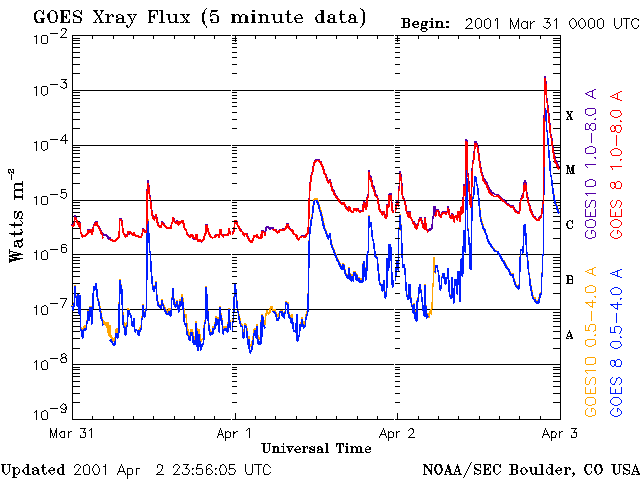 GOES Xray Flux (5 minute data)
Begin: 2001 Mar 31 0000 UTC
10⁻²
10⁻³
10⁻⁴
10⁻⁵
10⁻⁶
10⁻⁷
10⁻⁸
10⁻⁹
Watts m⁻²
X
M
C
B
A
GOES10 1.0-8.0 A
GOES 8 1.0-8.0 A
GOES10 0.5-4.0 A
GOES 8 0.5-4.0 A
Mar 31
Apr 1
Apr 2
Apr 3
Universal Time
Updated 2001 Apr 2 23:56:05 UTC
NOAA/SEC Boulder, CO USA